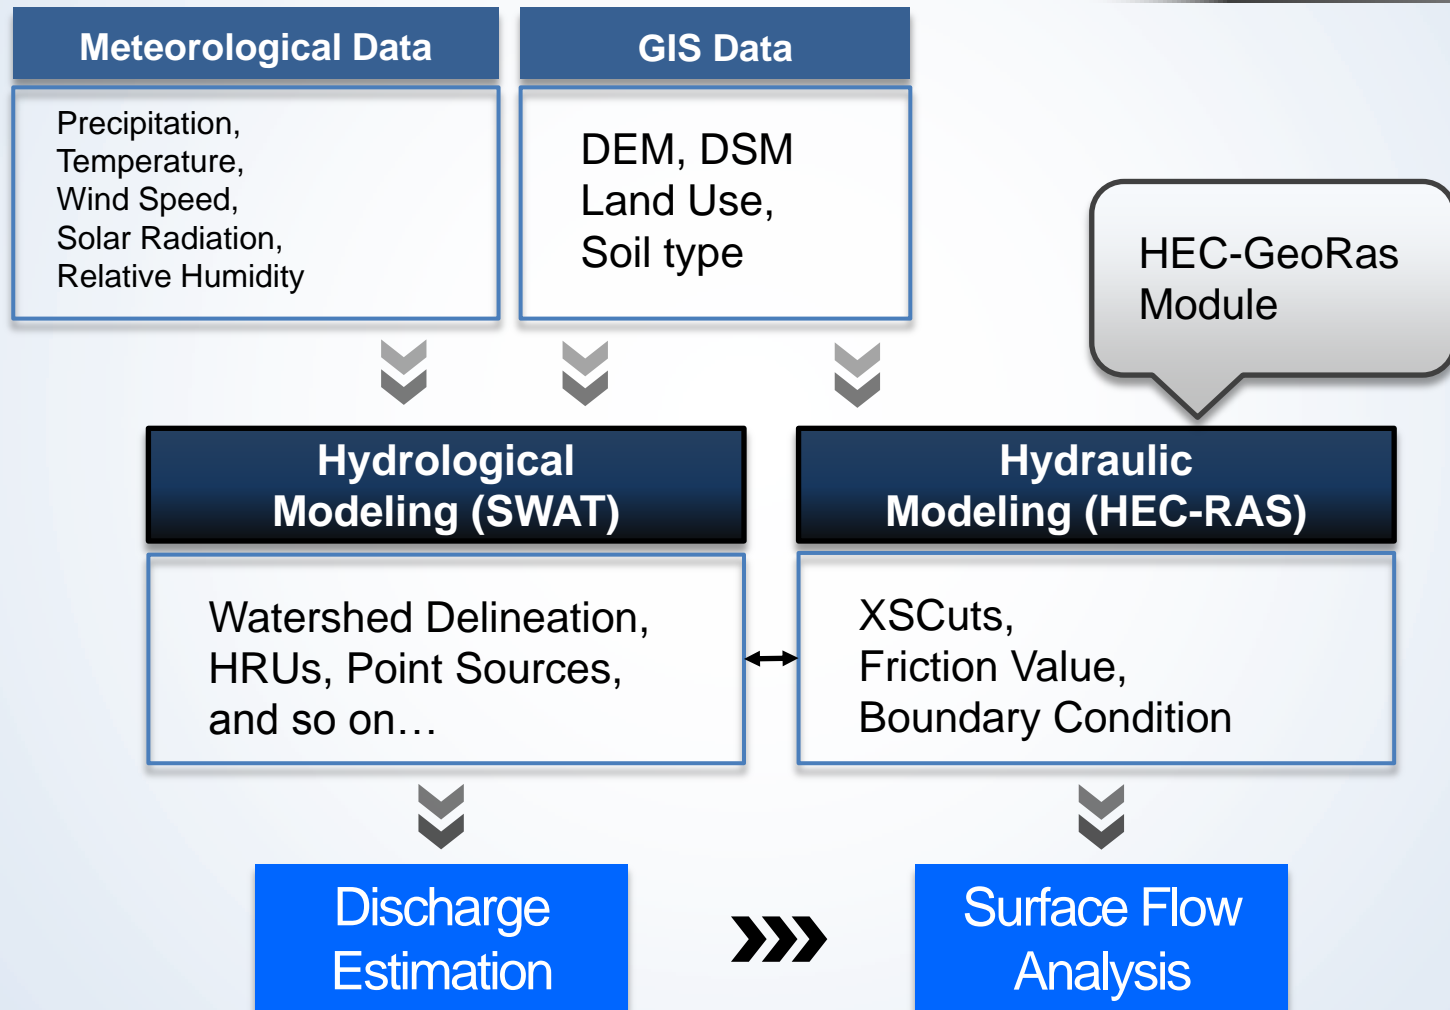 Meteorological Data
Precipitation,
Temperature,
Wind Speed,
Solar Radiation,
Relative Humidity
GIS Data
DEM, DSM
Land Use,
Soil type
HEC-GeoRas
Module
Hydrological
Modeling (SWAT)
Watershed Delineation,
HRUs, Point Sources,
and so on…
Hydraulic
Modeling (HEC-RAS)
XSCuts,
Friction Value,
Boundary Condition
Discharge
Estimation
Surface Flow
Analysis